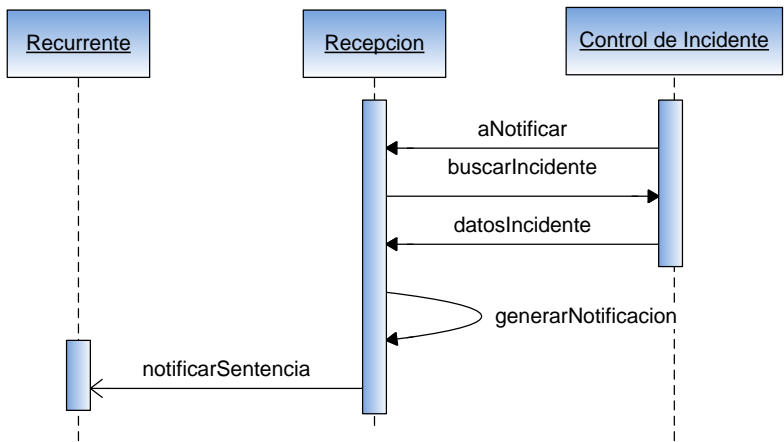 Recurrente
Recepcion
Control de Incidente
aNotificar
buscarIncidente
datosIncidente
generarNotificacion
notificarSentencia